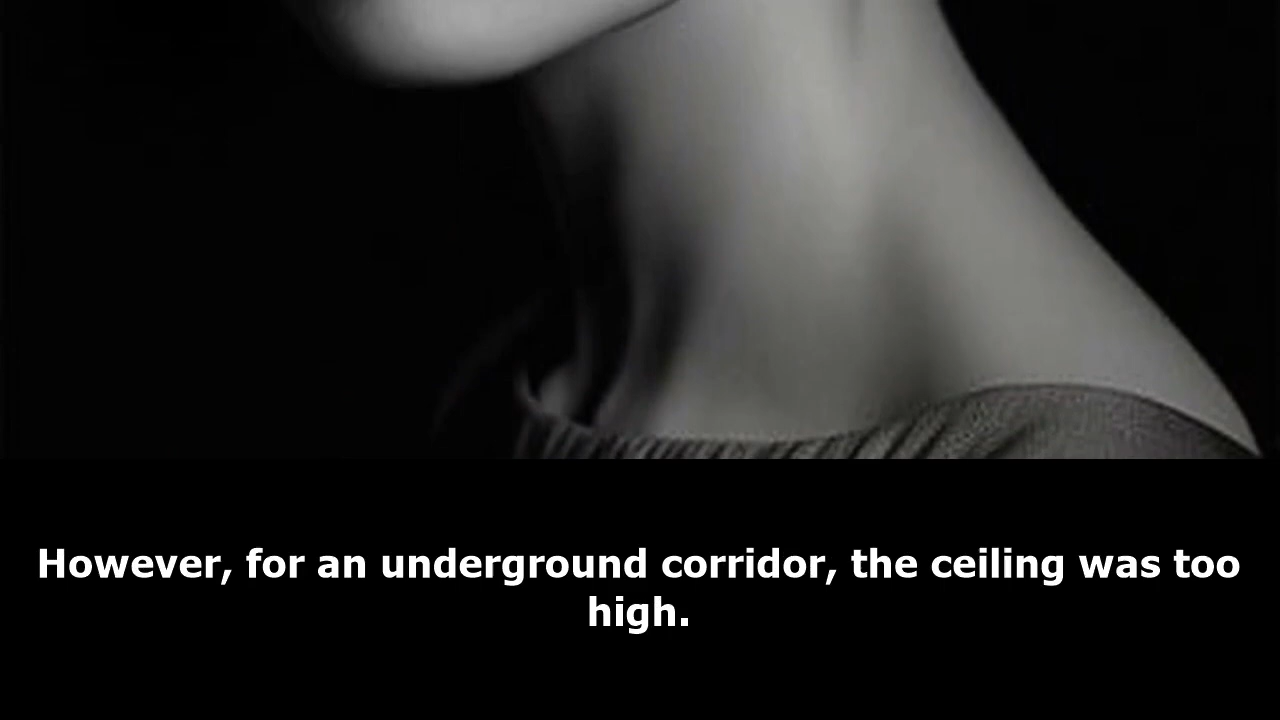 However, for an underground corridor, the ceiling was too
high.